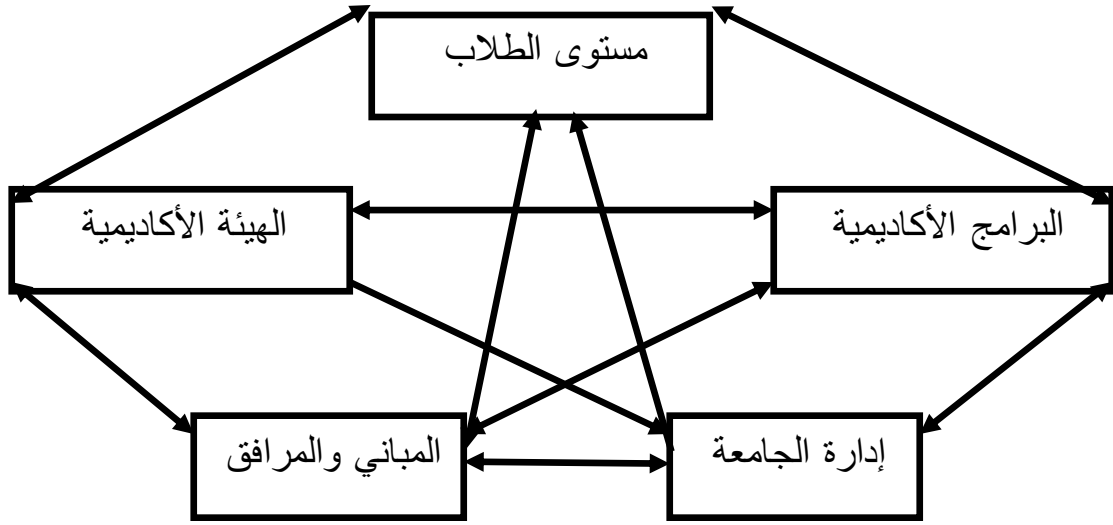 مستوى الطلاب
البرامج الأكاديمية
الهيئة الأكاديمية
إدارة الجامعة
المباني والمرافق